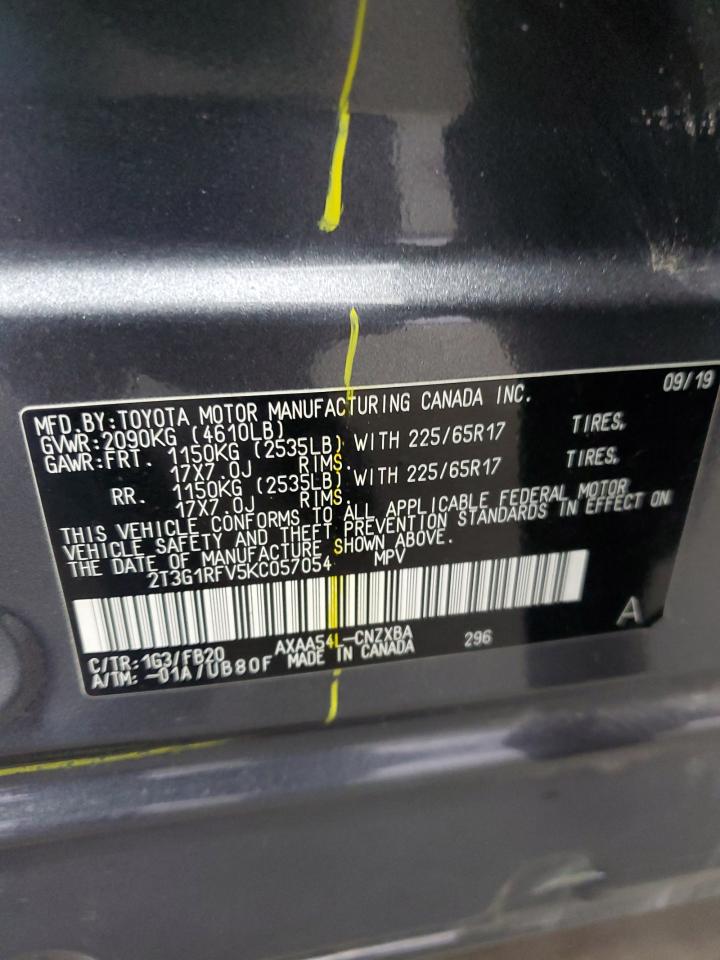 09/19
MFD.BY:TOYOTA MOTOR MANUFACTURING CANADA INC.
GVWR:2090KG (4610LB)
GAWR:FRT. 1150KG (2535LB) WITH 225/65R17 TIRES,
17X7.0J RIMS.
RR. 1150KG (2535LB) WITH 225/65R17 TIRES,
17X7.0J RIMS.
THIS VEHICLE CONFORMS TO ALL APPLICABLE FEDERAL MOTOR
VEHICLE SAFETY AND THEFT PREVENTION STANDARDS IN EFFECT ON
THE DATE OF MANUFACTURE SHOWN ABOVE.
2T3G1RFV5KC057054 MPV
A
C/TR:1G3/FB20 AXAA54L-CNZXBA 296
A/TM: -01A/UB80F MADE IN CANADA